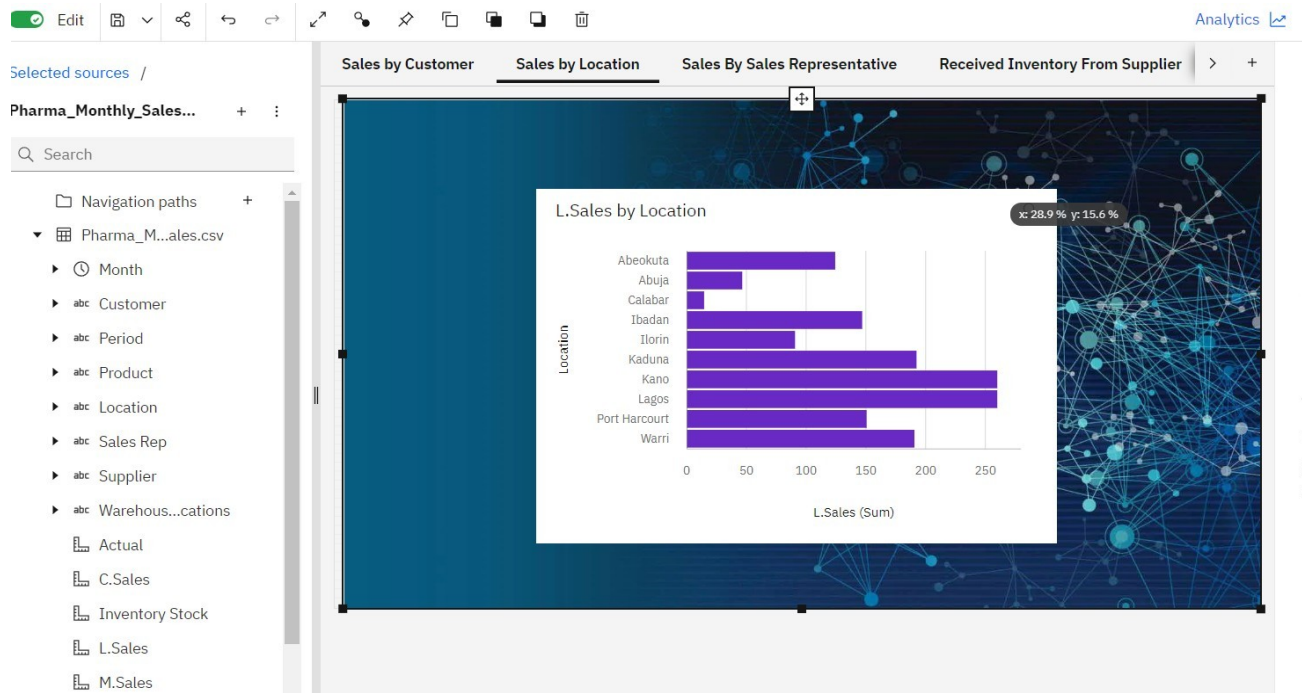 Edit
Analytics
Selected sources /
Pharma_Monthly_Sales...
Search
Navigation paths
Pharma_M...ales.csv
Month
abc Customer
abc Period
abc Product
abc Location
abc Sales Rep
abc Supplier
abc Warehous...cations
Actual
C.Sales
Inventory Stock
L.Sales
M.Sales
Sales by Customer
Sales by Location
Sales By Sales Representative
Received Inventory From Supplier
x: 28.9 % y: 15.6 %
L.Sales by Location
Location
Abeokuta
Abuja
Calabar
Ibadan
Ilorin
Kaduna
Kano
Lagos
Port Harcourt
Warri
0 50 100 150 200 250
L.Sales (Sum)